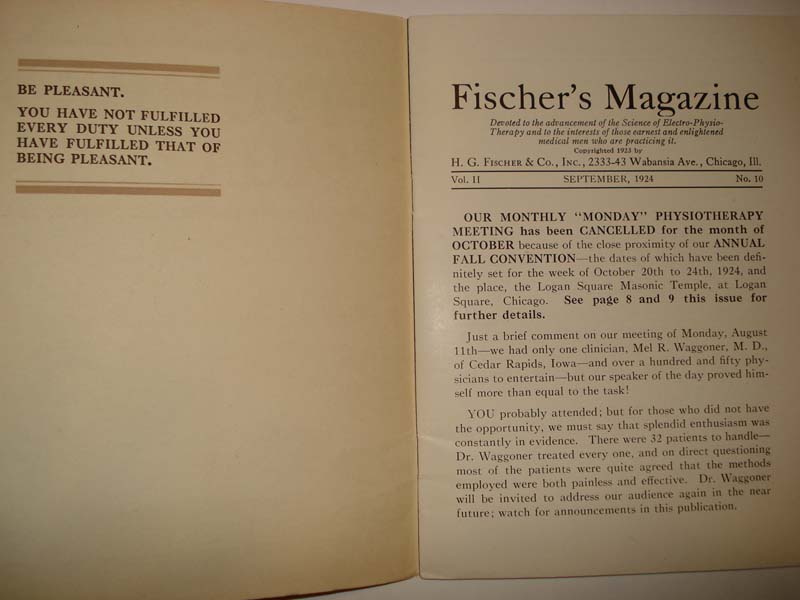 BE PLEASANT.
YOU HAVE NOT FULFILLED
EVERY DUTY UNLESS YOU
HAVE FULFILLED THAT OF
BEING PLEASANT.
Fischer's Magazine
Devoted to the advancement of the Science of Electro-Physio-
Therapy and to the interests of those earnest and enlightened
medical men who are practicing it.
Copyrighted 1923 by
H. G. FISCHER & CO., INC., 2333-43 Wabansia Ave., Chicago, Ill.
Vol. II SEPTEMBER, 1924 No. 10
OUR MONTHLY "MONDAY" PHYSIOTHERAPY
MEETING has been CANCELLED for the month of
OCTOBER because of the close proximity of our ANNUAL
FALL CONVENTION—the dates of which have been defi-
nitely set for the week of October 20th to 24th, 1924, and
the place, the Logan Square Masonic Temple, at Logan
Square, Chicago. See page 8 and 9 this issue for
further details.
Just a brief comment on our meeting of Monday, August
11th—we had only one clinician, Mel R. Waggoner, M. D.,
of Cedar Rapids, Iowa—and over a hundred and fifty phy-
sicians to entertain—but our speaker of the day proved him-
self more than equal to the task!
YOU probably attended; but for those who did not have
the opportunity, we must say that splendid enthusiasm was
constantly in evidence. There were 32 patients to handle—
Dr. Waggoner treated every one, and on direct questioning
most of the patients were quite agreed that the methods
employed were both painless and effective. Dr. Waggoner
will be invited to address our audience again in the near
future; watch for announcements in this publication.